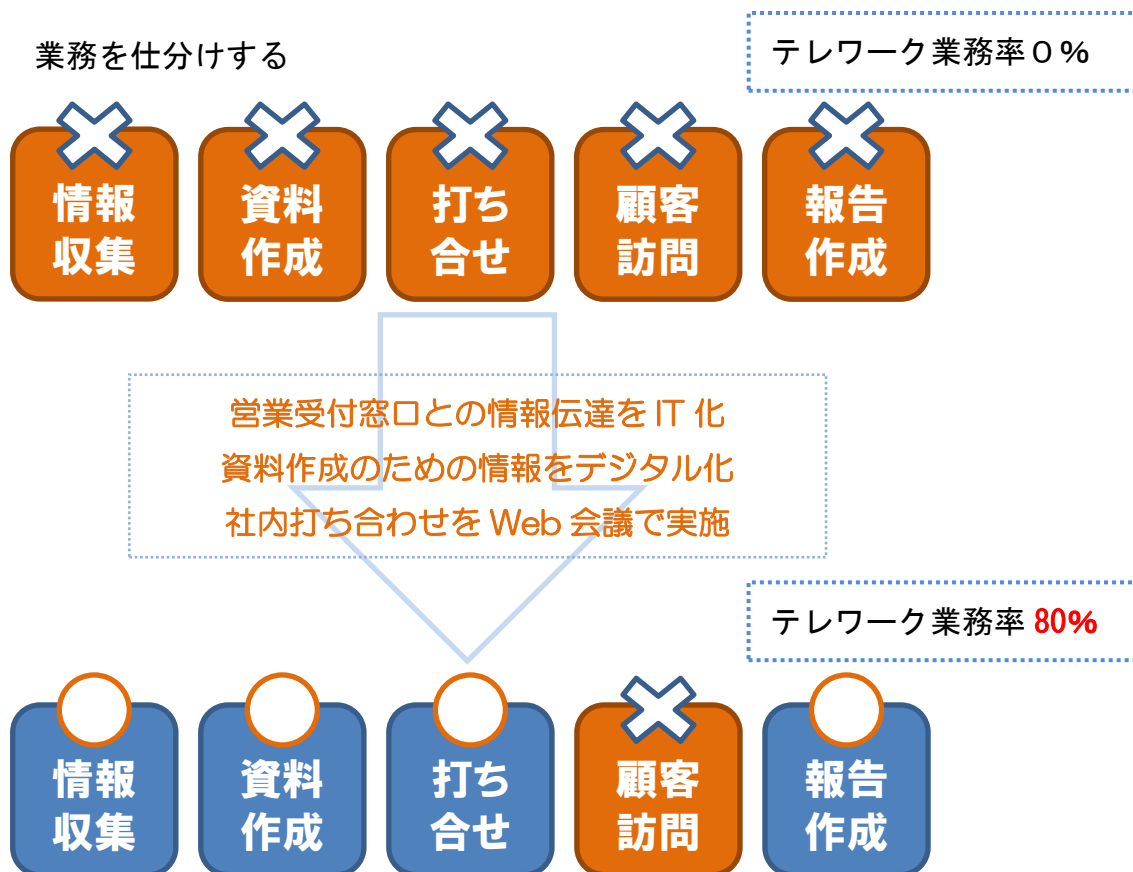 業務を仕分けする
テレワーク業務率０%
情報
収集
資料
作成
打ち
合せ
顧客
訪問
報告
作成
営業受付窓口との情報伝達を IT 化
資料作成のための情報をデジタル化
社内打ち合わせを Web 会議で実施
テレワーク業務率 80%
情報
収集
資料
作成
打ち
合せ
顧客
訪問
報告
作成